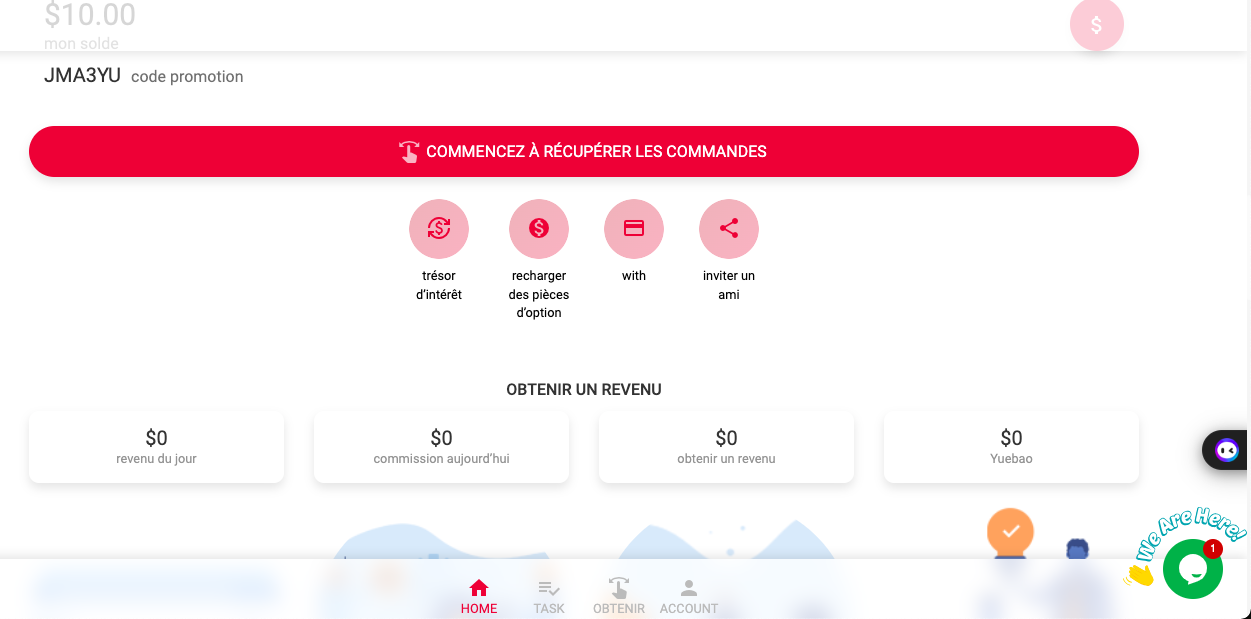 $10.00
mon solde
$
JMA3YU code promotion
COMMENCEZ À RÉCUPÉRER LES COMMANDES
trésor
d'intérêt
recharger
des pièces
d'option
with
inviter un
ami
OBTENIR UN REVENU
$0
revenu du jour
$0
commission aujourd'hui
$0
obtenir un revenu
$0
Yuebao
We Are Here!
1
HOME
TASK
OBTENIR
ACCOUNT